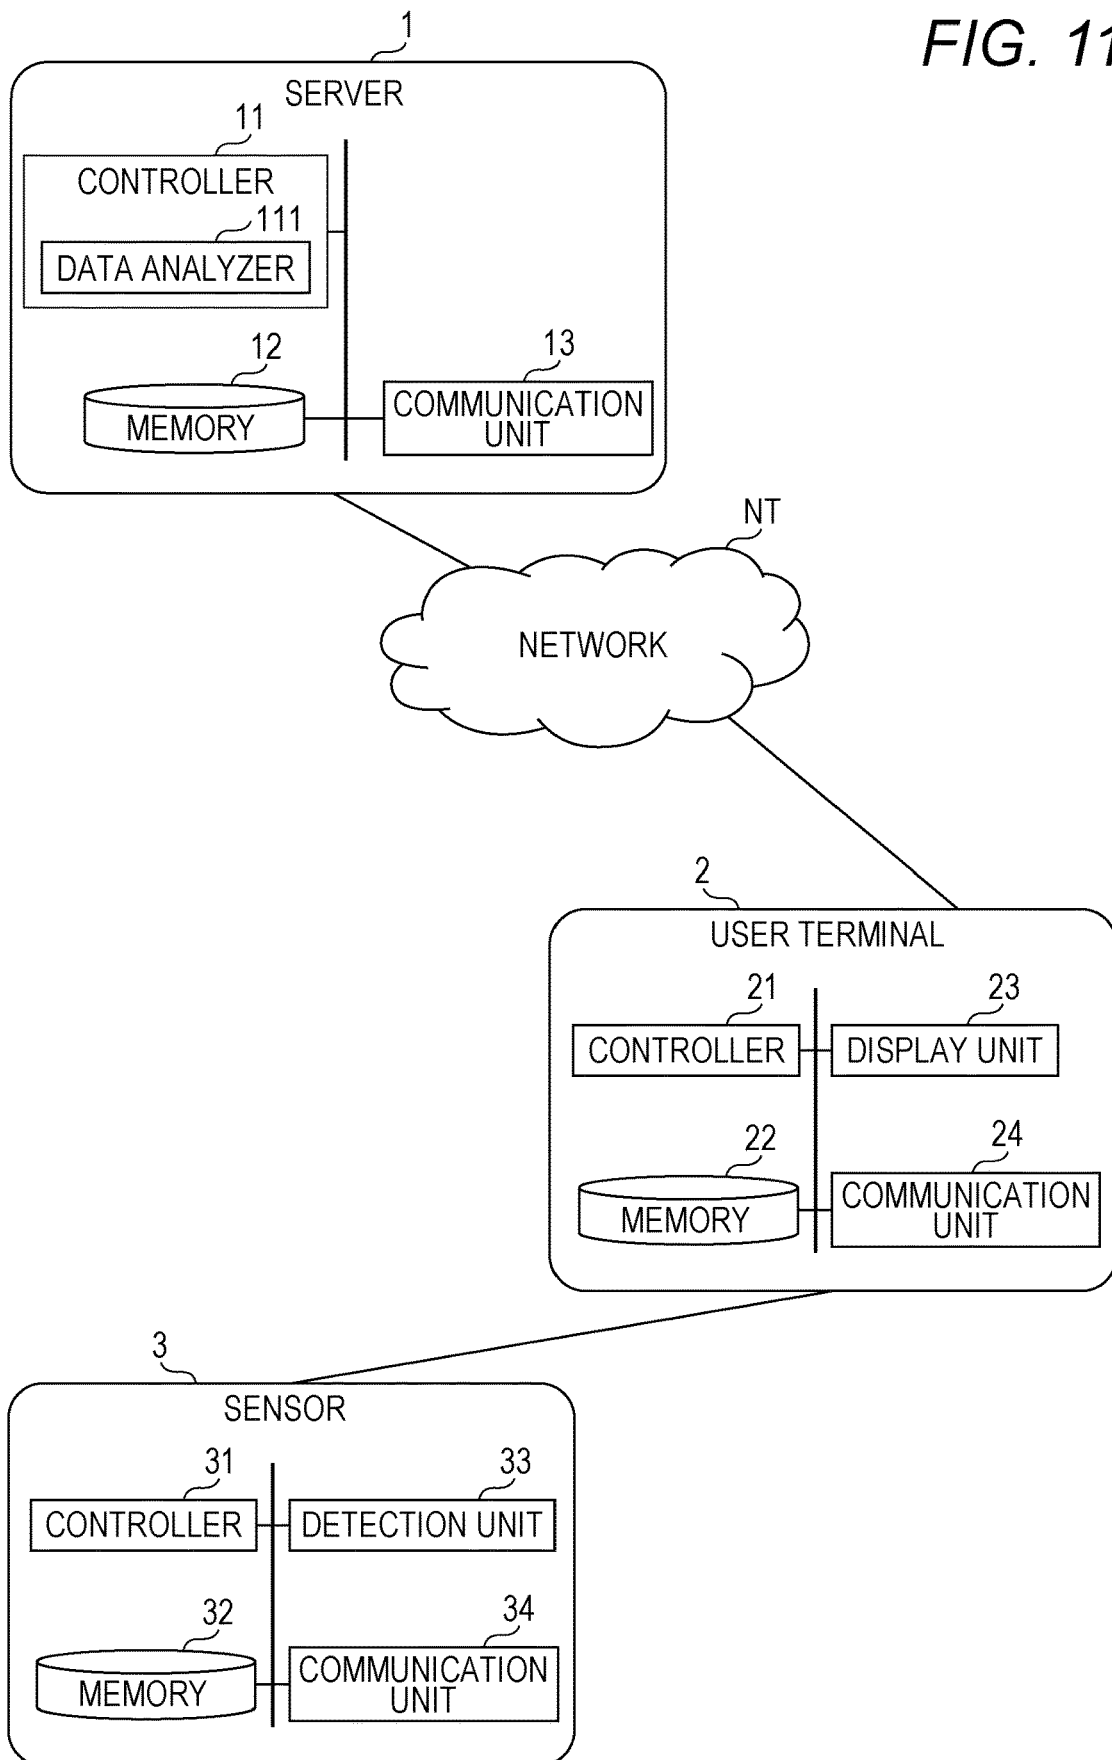 FIG. 11
1
SERVER
11
CONTROLLER
111
DATA ANALYZER
12
MEMORY
13
COMMUNICATION
UNIT
NT
NETWORK
2
USER TERMINAL
21
CONTROLLER
23
DISPLAY UNIT
22
MEMORY
24
COMMUNICATION
UNIT
3
SENSOR
31
CONTROLLER
33
DETECTION UNIT
32
MEMORY
34
COMMUNICATION
UNIT